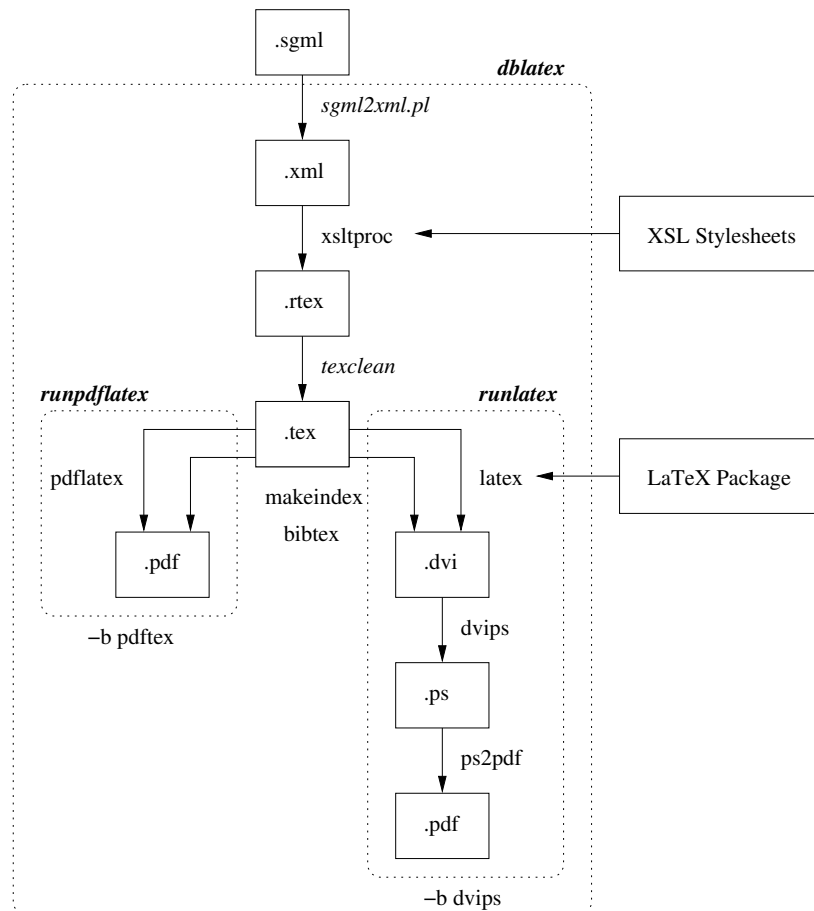 .sgml
dblatex
sgml2xml.pl
.xml
xsltproc
XSL Stylesheets
.rtex
texclean
runpdflatex
runlatex
.tex
pdflatex
latex
LaTeX Package
makeindex
bibtex
.pdf
.dvi
−b pdftex
dvips
.ps
ps2pdf
.pdf
−b dvips